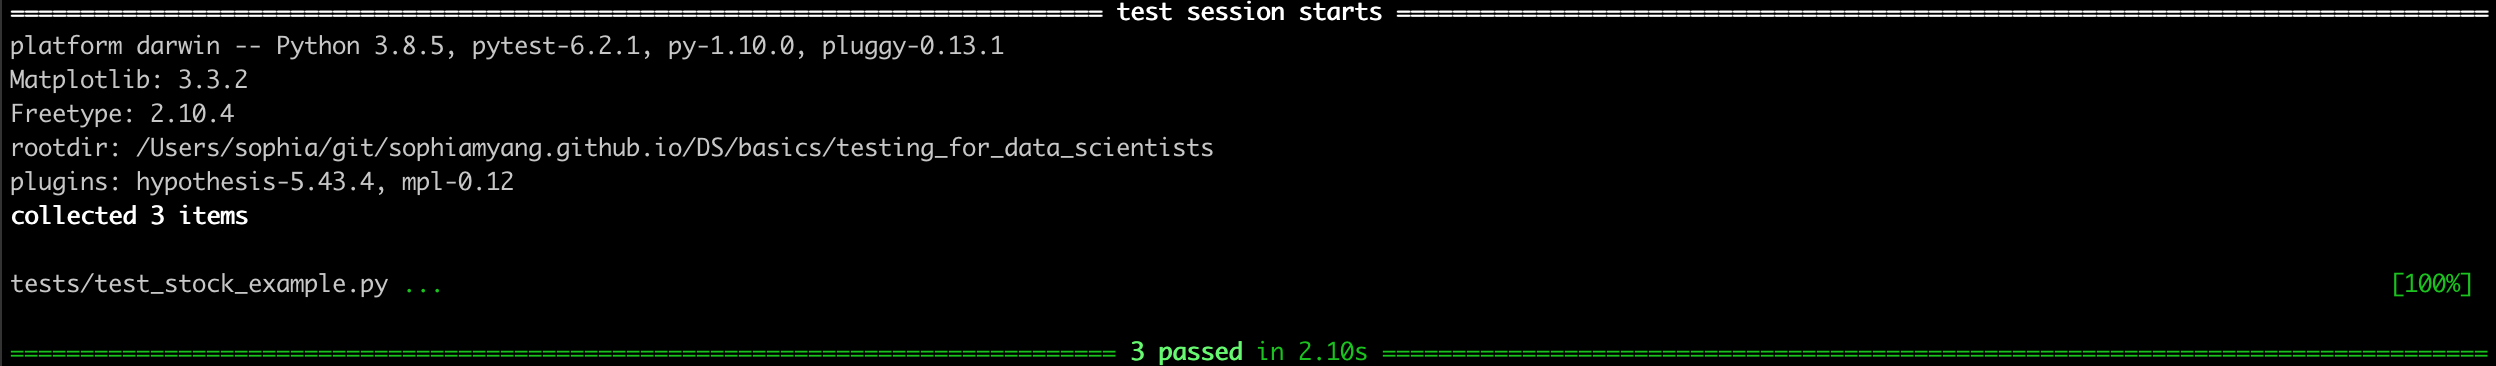 ============================================================================== test session starts ==============================================================================
platform darwin -- Python 3.8.5, pytest-6.2.1, py-1.10.0, pluggy-0.13.1
Matplotlib: 3.3.2
Freetype: 2.10.4
rootdir: /Users/sophia/git/sophiamyang.github.io/DS/basics/testing_for_data_scientists
plugins: hypothesis-5.43.4, mpl-0.12
collected 3 items
tests/test_stock_example.py ... [100%]
=============================================================================== 3 passed in 2.10s ===============================================================================